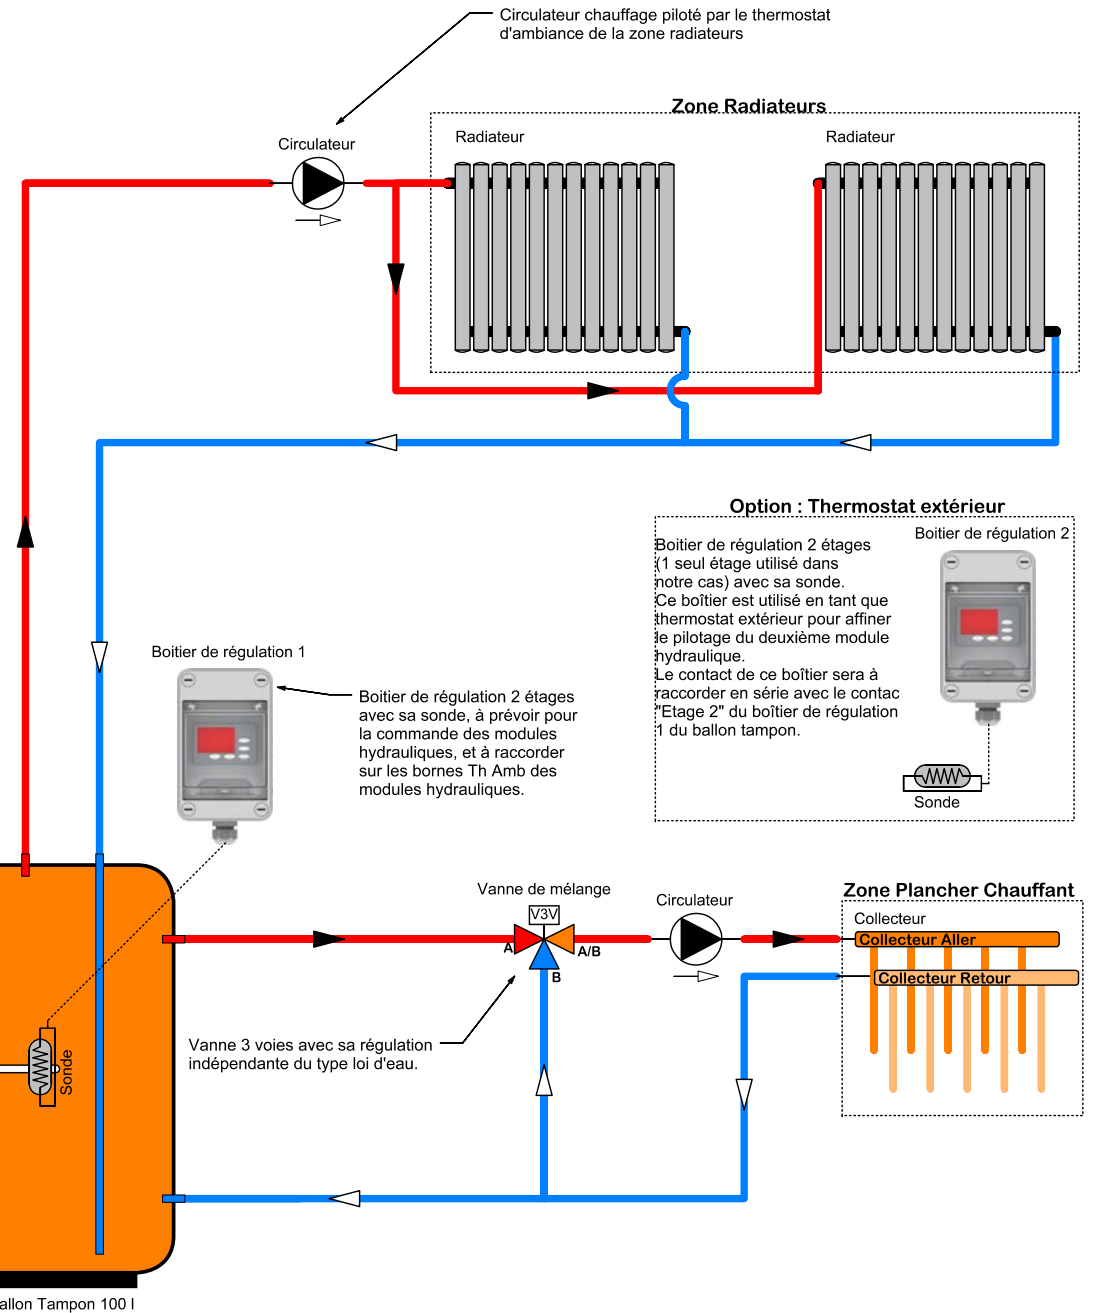 Circulateur chauffage piloté par le thermostat
d'ambiance de la zone radiateurs
Zone Radiateurs
Circulateur
Radiateur
Radiateur
Option : Thermostat extérieur
Boitier de régulation 2
Boitier de régulation 2 étages
(1 seul étage utilisé dans
notre cas) avec sa sonde.
Ce boîtier est utilisé en tant que
thermostat extérieur pour affiner
le pilotage du deuxième module
hydraulique.
Le contact de ce boîtier sera à
raccorder en série avec le contac
"Etage 2" du boîtier de régulation
1 du ballon tampon.
Sonde
Boitier de régulation 1
Boitier de régulation 2 étages
avec sa sonde, à prévoir pour
la commande des modules
hydrauliques, et à raccorder
sur les bornes Th Amb des
modules hydrauliques.
Vanne de mélange
V3V
A
A/B
B
Circulateur
Zone Plancher Chauffant
Collecteur
Collecteur Aller
Collecteur Retour
Vanne 3 voies avec sa régulation
indépendante du type loi d'eau.
Sonde
allon Tampon 100 l